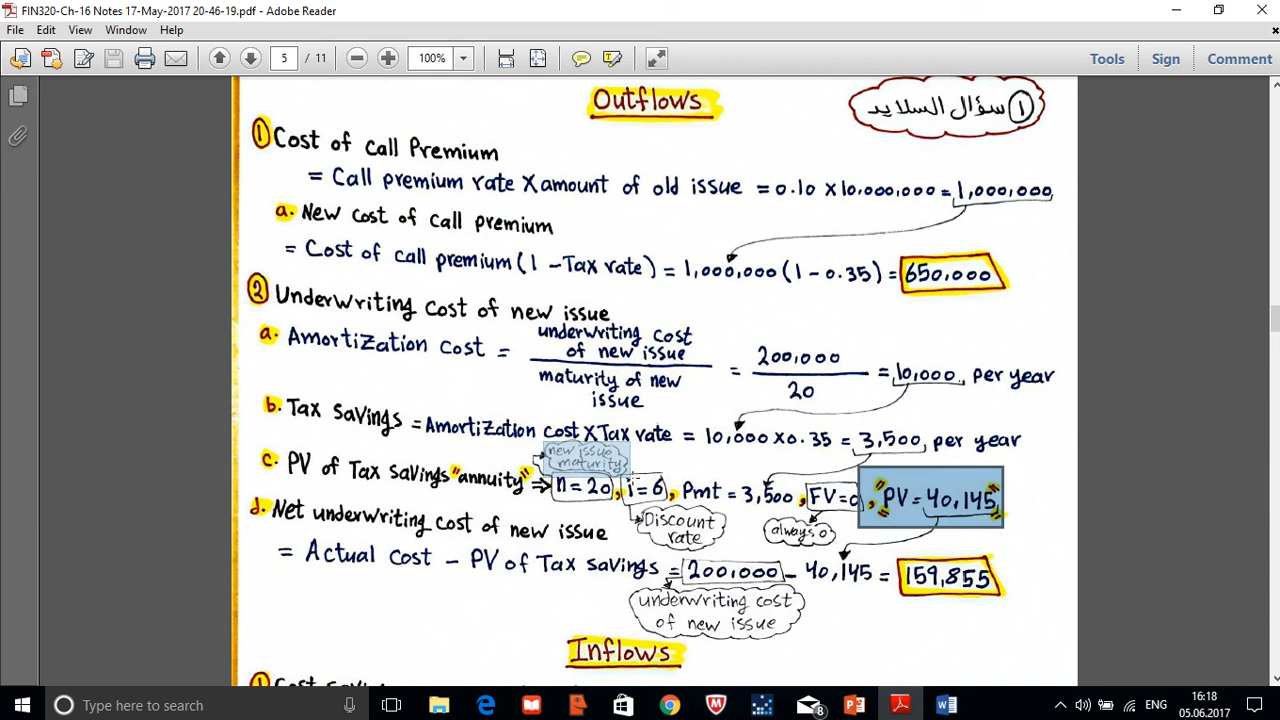 FIN320-Ch-16 Notes 17-May-2017 20-46-19.pdf - Adobe Reader
File Edit View Window Help
5 / 11 100% Tools Sign Comment
Outflows
① سؤال السلايد
① Cost of call Premium
= Call premium rate X amount of old issue = 0.10 x 10,000,000 = 1,000,000
a. New cost of call premium
= Cost of call premium (1 - Tax rate) = 1,000,000 (1 - 0.35) = 650,000
② Underwriting cost of new issue
a. Amortization cost = underwriting cost of new issue / maturity of new issue = 200,000 / 20 = 10,000 per year
b. Tax savings = Amortization cost X Tax rate = 10,000 x 0.35 = 3,500 per year
new issue maturity
c. PV of Tax savings "annuity" ⇒ n = 20, i = 6, Pmt = 3,500, FV = 0, "PV = 40,145"
Discount rate
always 0
d. Net underwriting cost of new issue
= Actual cost - PV of Tax savings = 200,000 - 40,145 = 159,855
underwriting cost of new issue
Inflows
Type here to search
8
ENG
16:18
05.06.2017